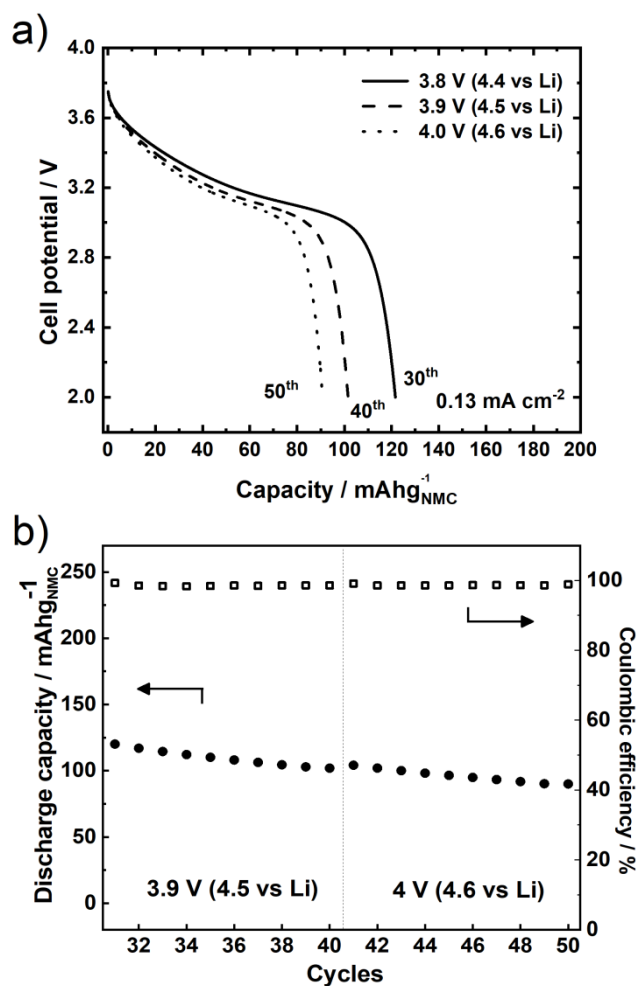 a)
4.0
3.6
3.2
2.8
2.4
2.0
Cell potential / V
3.8 V (4.4 vs Li)
3.9 V (4.5 vs Li)
4.0 V (4.6 vs Li)
50th
40th
30th
0.13 mA cm-2
0 20 40 60 80 100 120 140 160 180 200
Capacity / mAhg-1NMC
b)
250
200
150
100
50
0
Discharge capacity / mAhg-1NMC
100
80
60
40
20
0
Coulombic efficiency / %
3.9 V (4.5 vs Li)
4 V (4.6 vs Li)
32 34 36 38 40 42 44 46 48 50
Cycles